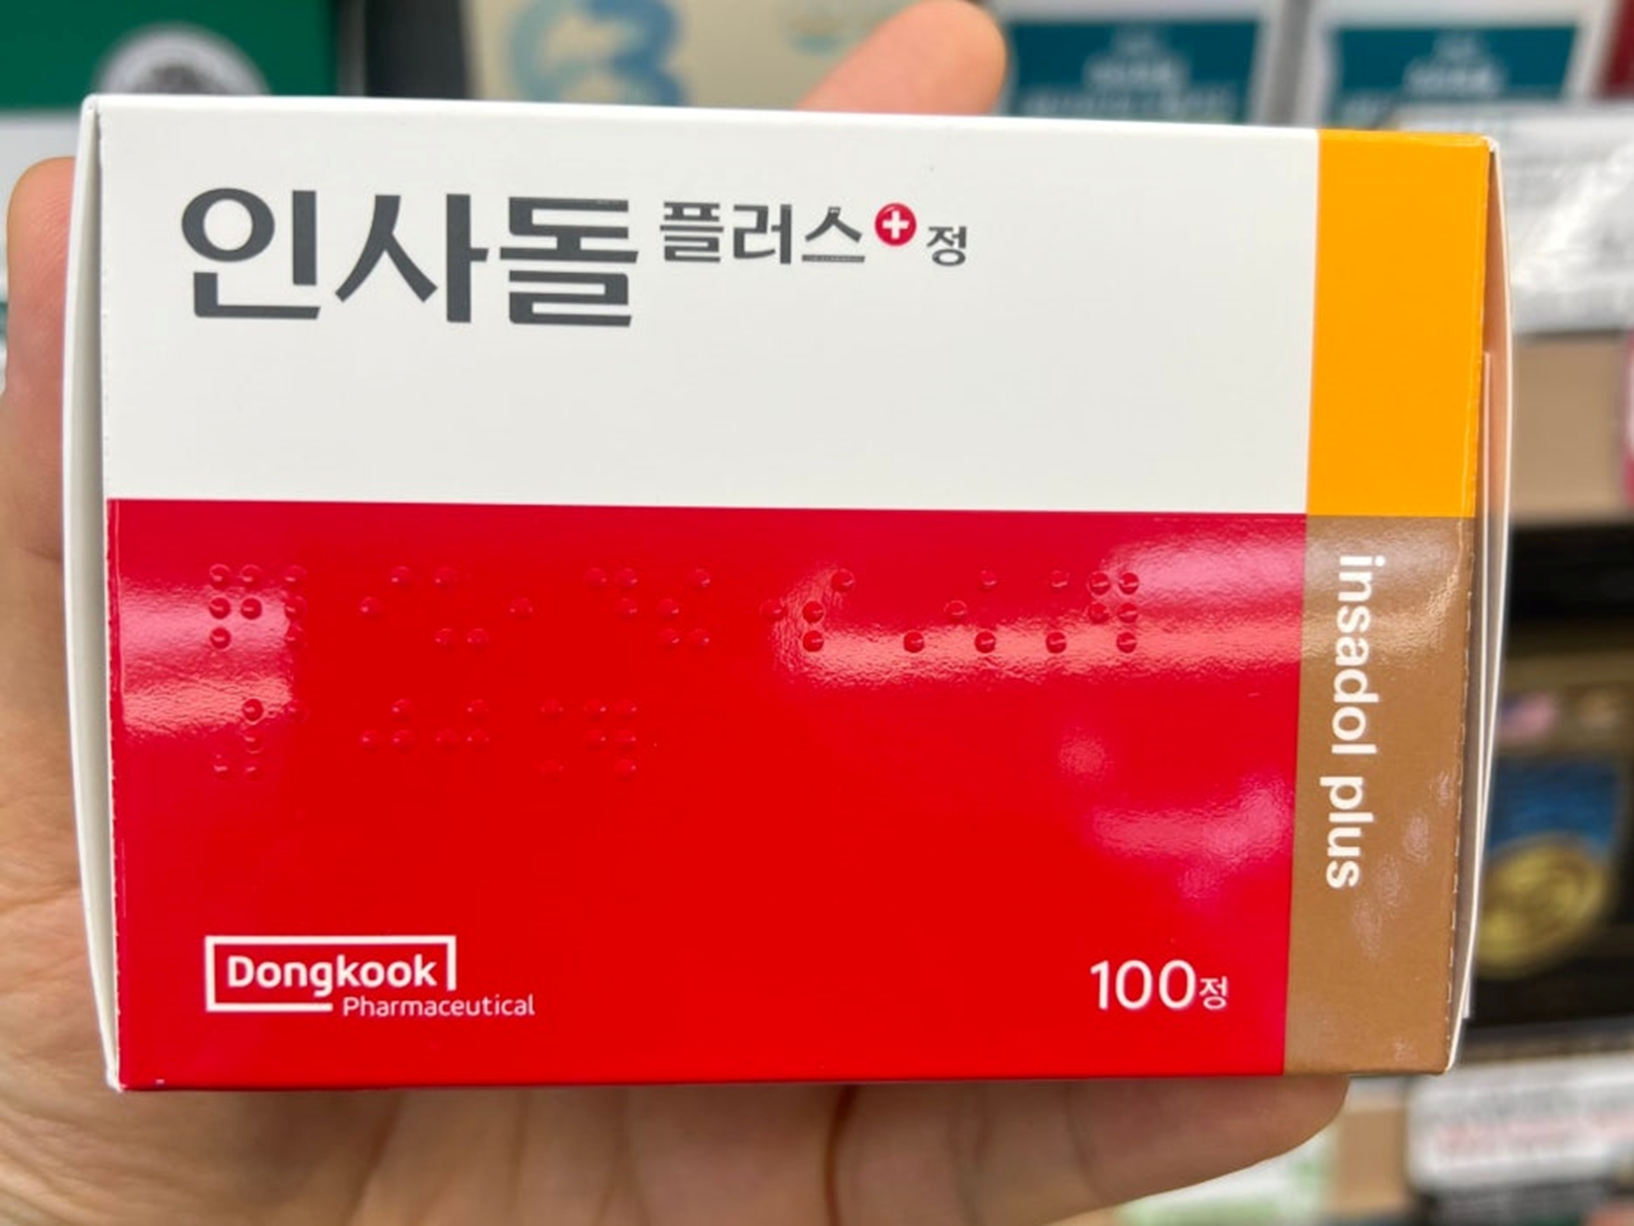 인사돌 플러스+ 정
insadol plus
Dongkook
Pharmaceutical
100정